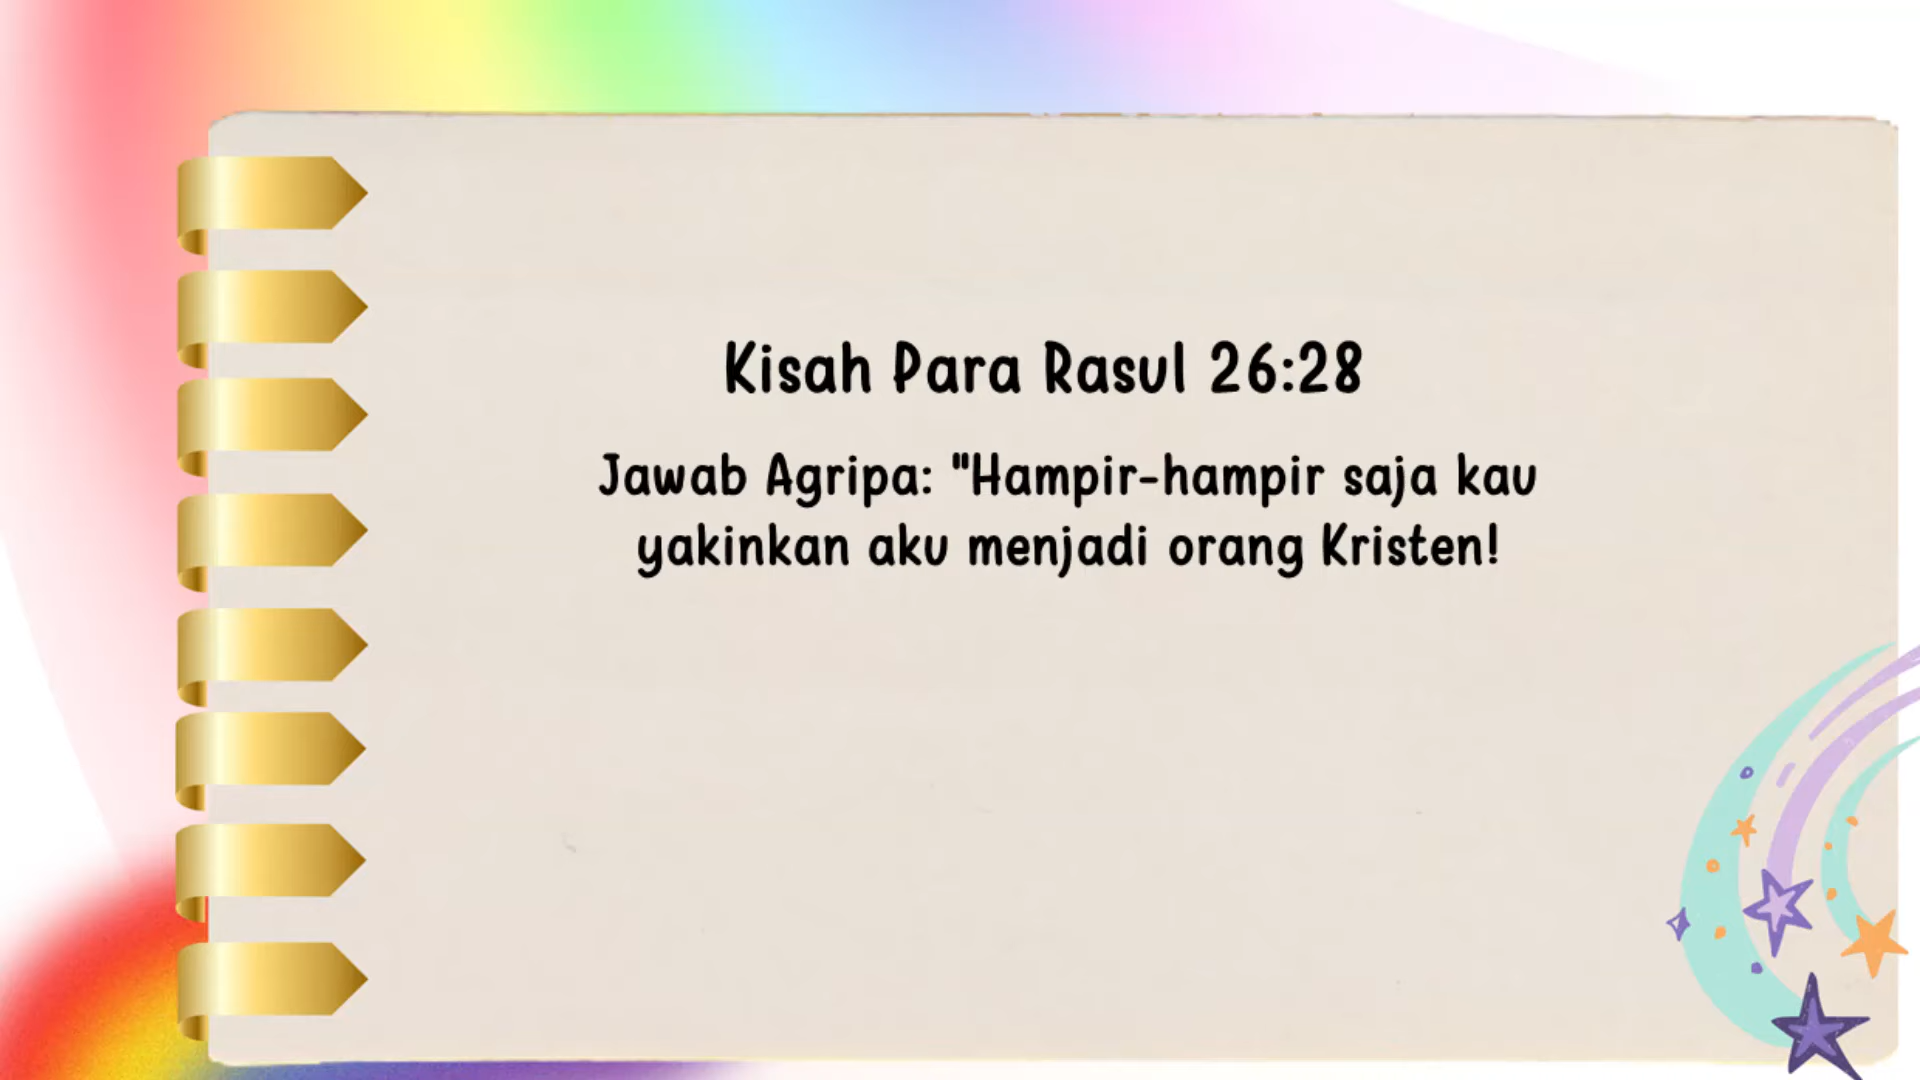 Kisah Para Rasul 26:28
Jawab Agripa: "Hampir-hampir saja kau
yakinkan aku menjadi orang Kristen!